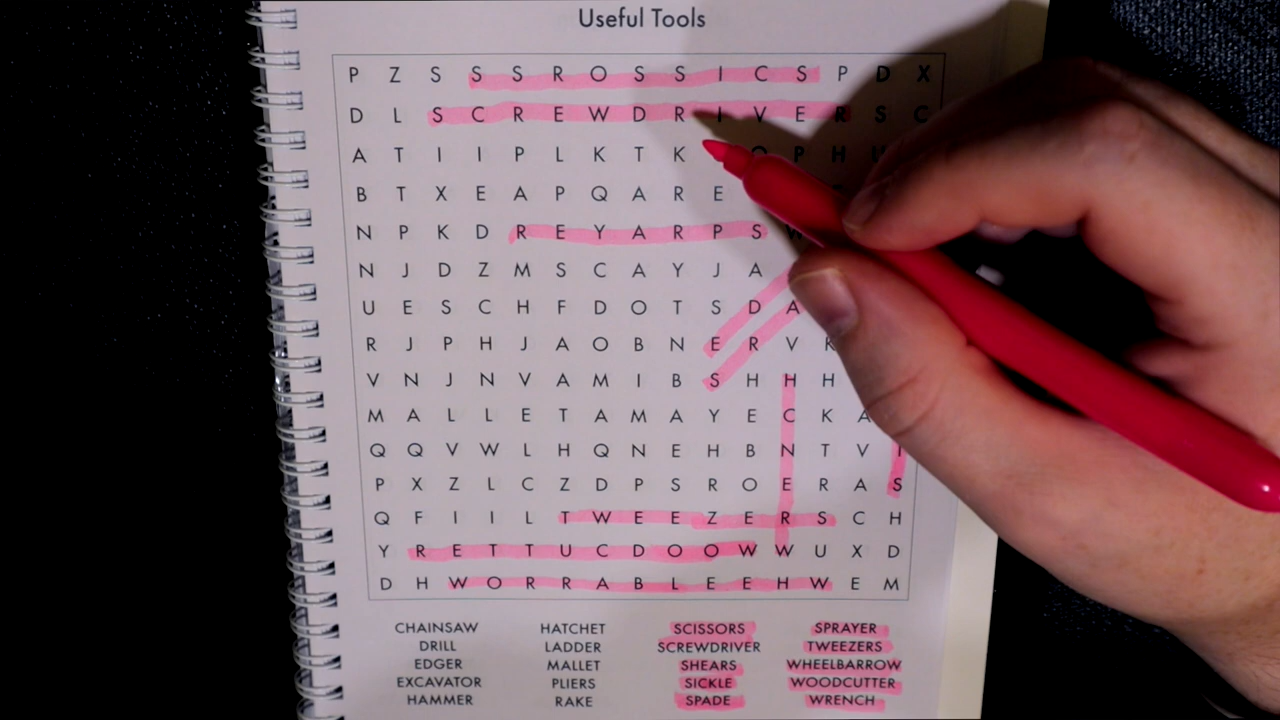 Useful Tools
P Z S S S R O S S I C S P D X
D L S C R E W D R I V E R S C
A T I I P L K T K O P H
B T X E A P Q A R E
N P K D R E Y A R P S W
N J D Z M S C A Y J A
U E S C H F D O T S D A
R J P H J A O B N E R V K
V N J N V A M I B S H H H
M A L L E T A M A Y E C K A
Q Q V W L H Q N E H B N T V I
P X Z L C Z D P S R O E R A S
Q F I I L T W E E Z E R S C H
Y R E T T U C D O O W W U X D
D H W O R R A B L E E H W E M
CHAINSAW HATCHET SCISSORS SPRAYER
DRILL LADDER SCREWDRIVER TWEEZERS
EDGER MALLET SHEARS WHEELBARROW
EXCAVATOR PLIERS SICKLE WOODCUTTER
HAMMER RAKE SPADE WRENCH